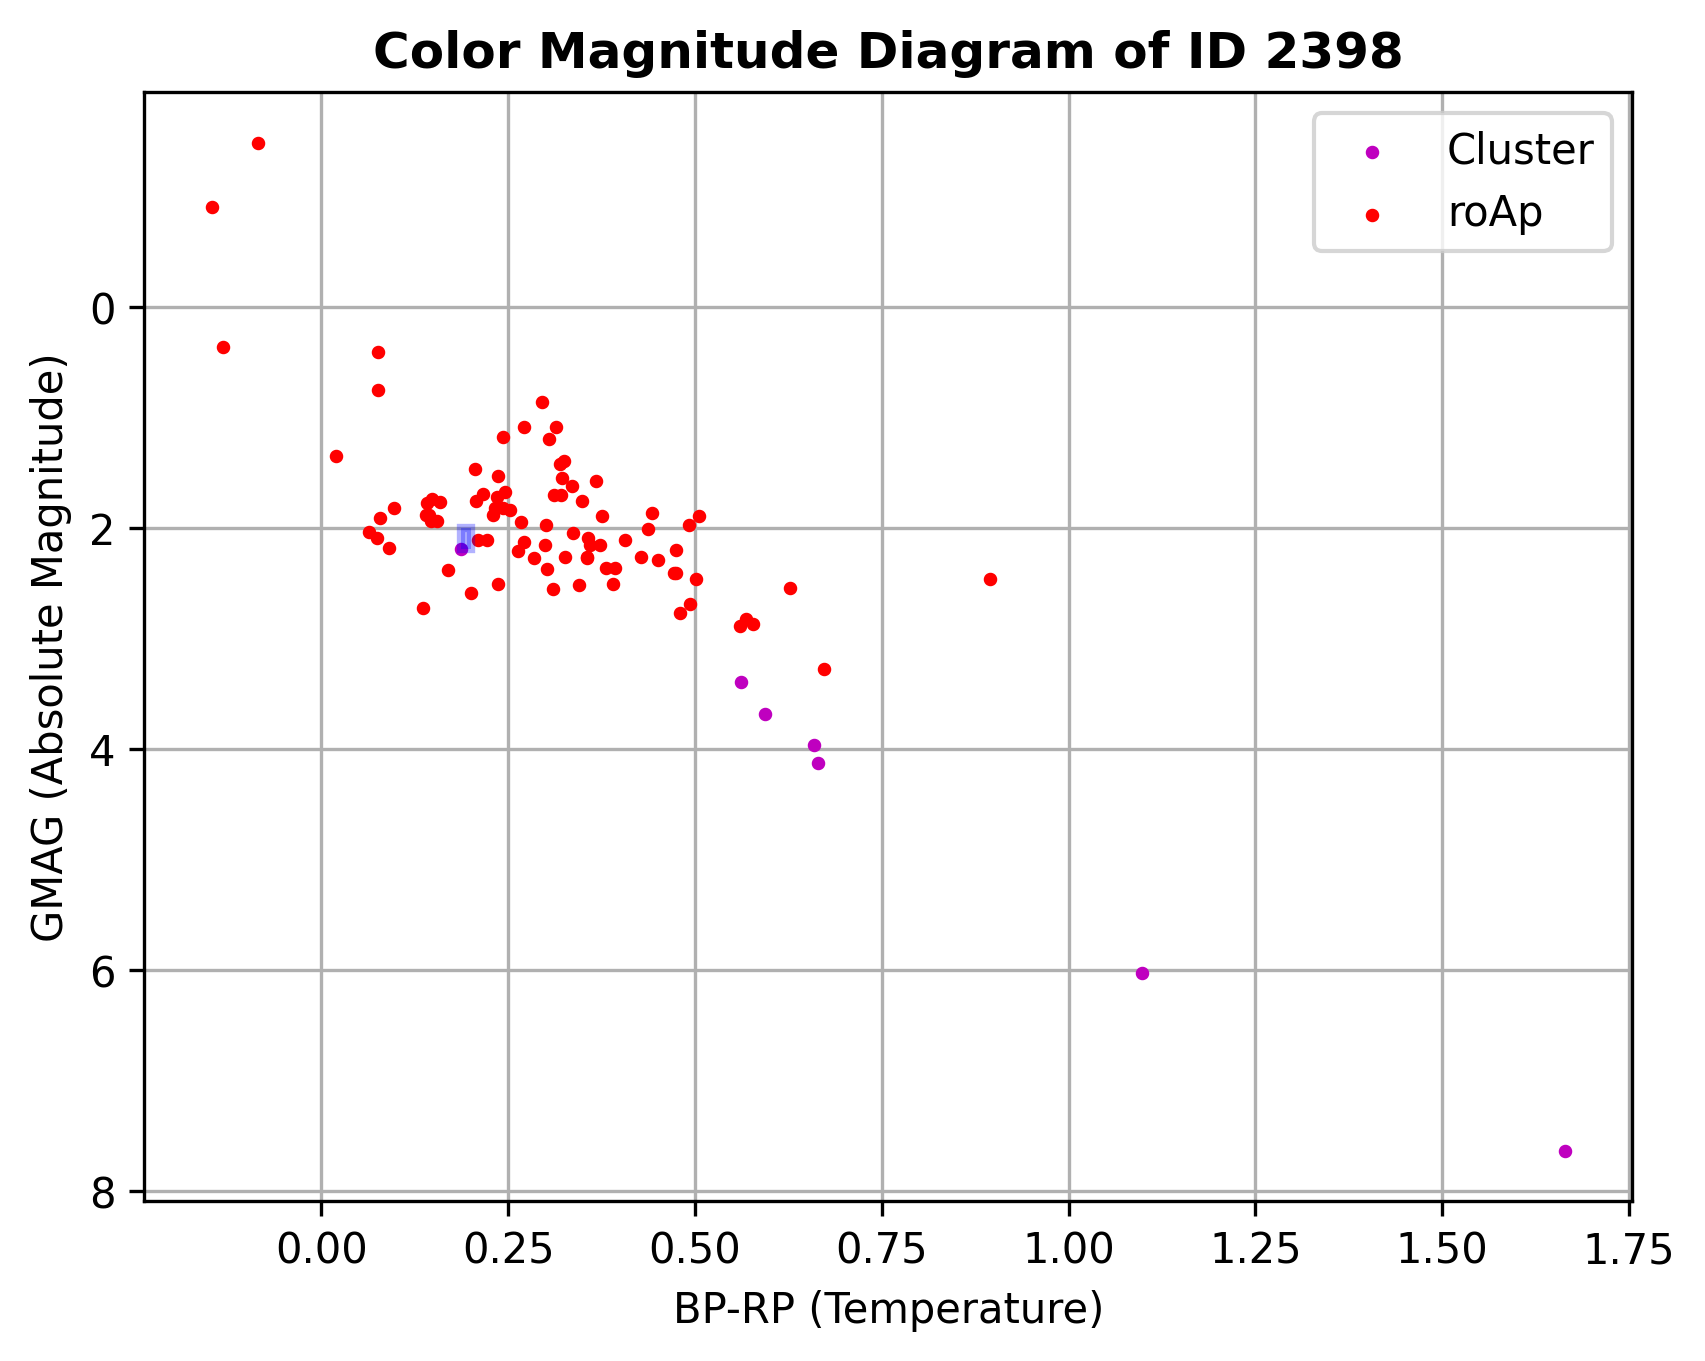 Color Magnitude Diagram of ID 2398
Cluster
roAp
GMAG (Absolute Magnitude)
0
2
4
6
8
0.00 0.25 0.50 0.75 1.00 1.25 1.50 1.75
BP-RP (Temperature)